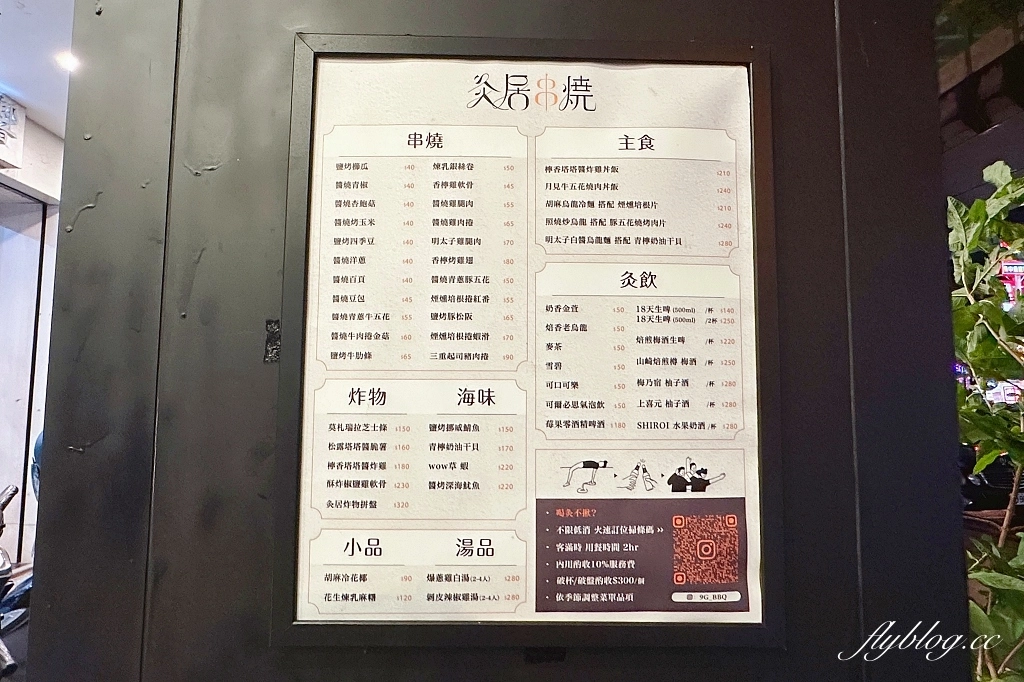 灸居串燒
串燒
鹽烤櫛瓜 $40
醬燒青椒 $40
醬燒杏鮑菇 $40
醬燒烤玉米 $40
鹽烤四季豆 $40
醬燒洋蔥 $40
醬燒百頁 $40
醬燒豆包 $45
醬燒青蔥牛五花 $55
醬燒牛肉捲金菇 $60
鹽烤牛肋條 $65
煉乳銀絲卷 $50
香檸雞軟骨 $45
醬燒雞腿肉 $55
醬燒雞肉捲 $65
明太子雞腿肉 $70
香檸烤雞翅 $80
醬燒青蔥豚五花 $50
煙燻培根捲紅番 $55
鹽烤豚松阪 $65
煙燻培根捲蝦滑 $70
三重起司豬肉捲 $90
炸物
莫札瑞拉芝士條 $150
松露塔塔醬脆薯 $160
檸香塔塔醬炸雞 $180
酥炸椒鹽雞軟骨 $230
灸居炸物拼盤 $320
海味
鹽烤挪威鯖魚 $150
青檸奶油干貝 $170
wow草 蝦 $220
醬烤深海魷魚 $220
小品
胡麻冷花椰 $90
花生煉乳麻糬 $120
湯品
爆蔥雞白湯(2-4人) $280
剝皮辣椒雞湯(2-4人) $280
主食
檸香塔塔醬炸雞丼飯 $210
月見牛五花燒肉丼飯 $240
胡麻烏龍冷麵 搭配 煙燻培根片 $210
照燒炒烏龍 搭配 豚五花燒烤肉片 $240
明太子白醬烏龍麵 搭配 青檸奶油干貝 $280
灸飲
奶香金萱 $50
焙香老烏龍 $50
麥茶 $50
雪碧 $50
可口可樂 $50
可爾必思氣泡飲 $50
莓果零酒精啤酒 $180
18天生啤 (500ml) /杯 $140
18天生啤 (500ml) /2杯 $250
焙煎梅酒生啤 /杯 $220
山崎焙煎樽 梅酒 /杯 $250
梅乃宿 柚子酒 /杯 $280
上喜元 柚子酒 /杯 $280
SHIROI 水果奶酒 /杯 $280
· 喝灸不揪?
· 不限低消 火速訂位掃條碼 »
· 客滿時 用餐時間 2hr
· 內用酌收10%服務費
· 破杯/破盤酌收$300/個
· 依季節調整菜單品項
9G_BBQ
flyblog.cc